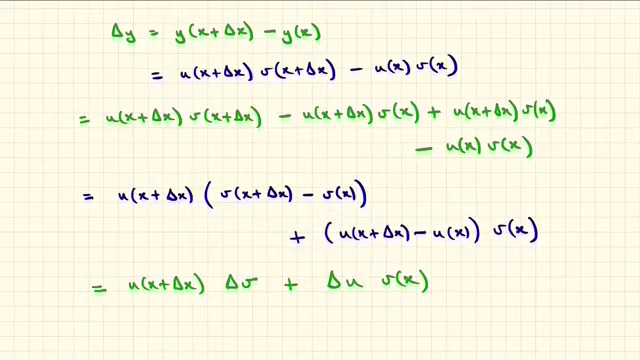 Δy = y(x+Δx) − y(x)
= u(x+Δx) v(x+Δx) − u(x) v(x)
= u(x+Δx) v(x+Δx) − u(x+Δx) v(x) + u(x+Δx) v(x)
− u(x) v(x)
= u(x+Δx) (v(x+Δx) − v(x))
+ (u(x+Δx) − u(x)) v(x)
= u(x+Δx) Δv + Δu v(x)